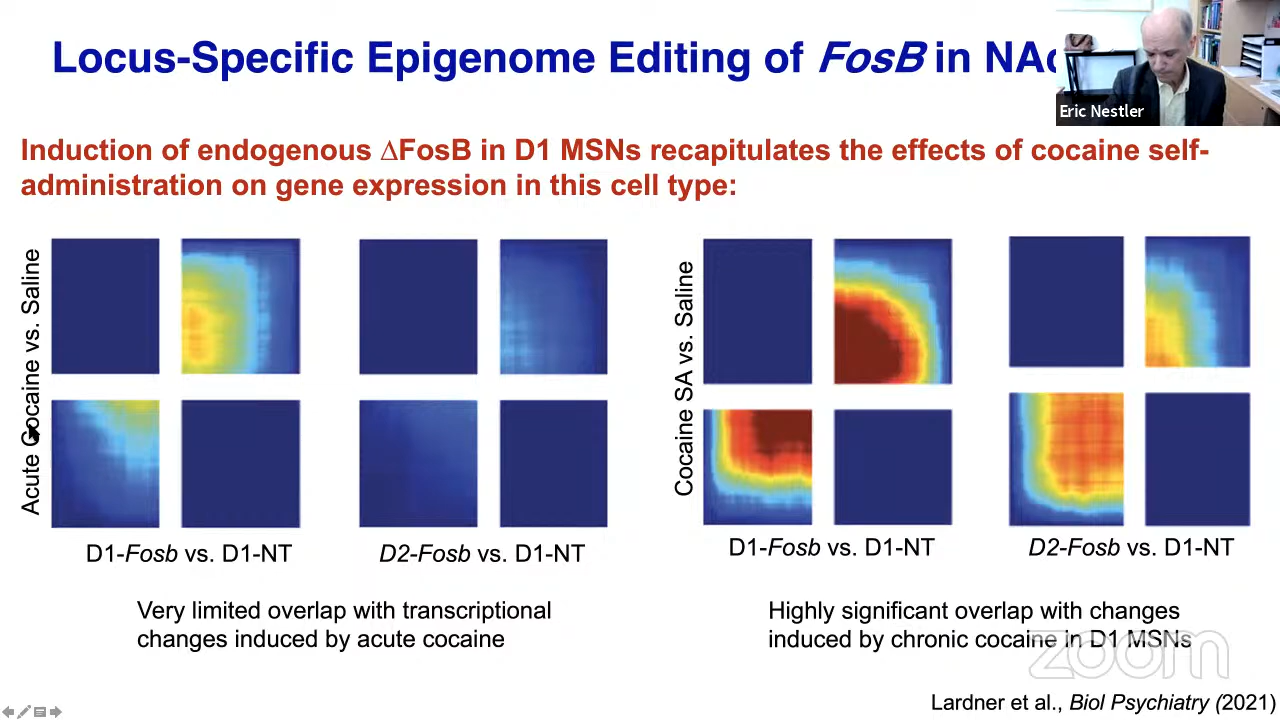 Locus-Specific Epigenome Editing of FosB in NAc
Eric Nestler
Induction of endogenous ∆FosB in D1 MSNs recapitulates the effects of cocaine self-
administration on gene expression in this cell type:
Acute Cocaine vs. Saline
Cocaine SA vs. Saline
D1-Fosb vs. D1-NT
D2-Fosb vs. D1-NT
D1-Fosb vs. D1-NT
D2-Fosb vs. D1-NT
Very limited overlap with transcriptional
changes induced by acute cocaine
Highly significant overlap with changes
induced by chronic cocaine in D1 MSNs
zoom
Lardner et al., Biol Psychiatry (2021)